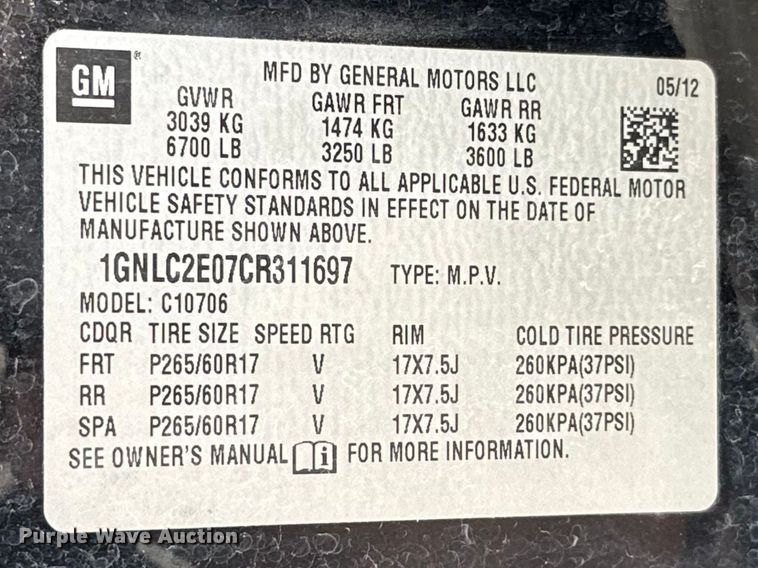 GM
MFD BY GENERAL MOTORS LLC 05/12
GVWR GAWR FRT GAWR RR
3039 KG 1474 KG 1633 KG
6700 LB 3250 LB 3600 LB
THIS VEHICLE CONFORMS TO ALL APPLICABLE U.S. FEDERAL MOTOR
VEHICLE SAFETY STANDARDS IN EFFECT ON THE DATE OF
MANUFACTURE SHOWN ABOVE.
1GNLC2E07CR311697 TYPE: M.P.V.
MODEL: C10706
CDQR TIRE SIZE SPEED RTG RIM COLD TIRE PRESSURE
FRT P265/60R17 V 17X7.5J 260KPA(37PSI)
RR P265/60R17 V 17X7.5J 260KPA(37PSI)
SPA P265/60R17 V 17X7.5J 260KPA(37PSI)
SEE OWNER'S MANUAL i FOR MORE INFORMATION.
Purple Wave Auction